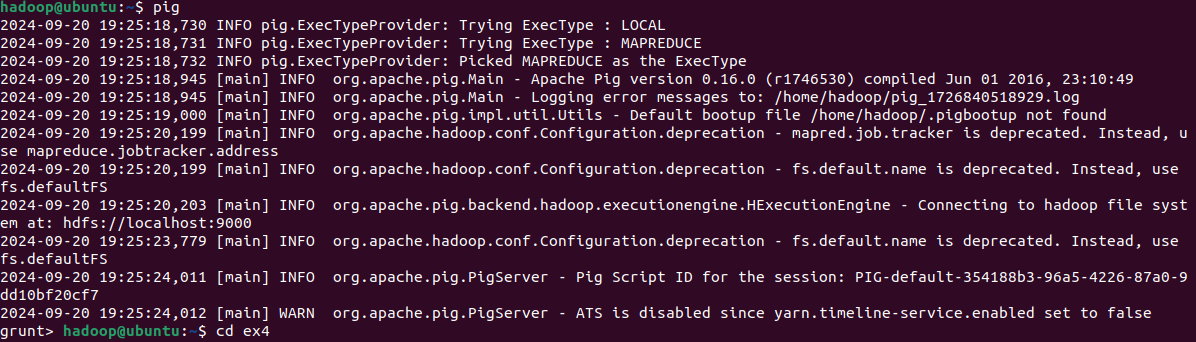 hadoop@ubuntu:~$ pig
2024-09-20 19:25:18,730 INFO pig.ExecTypeProvider: Trying ExecType : LOCAL
2024-09-20 19:25:18,731 INFO pig.ExecTypeProvider: Trying ExecType : MAPREDUCE
2024-09-20 19:25:18,732 INFO pig.ExecTypeProvider: Picked MAPREDUCE as the ExecType
2024-09-20 19:25:18,945 [main] INFO  org.apache.pig.Main - Apache Pig version 0.16.0 (r1746530) compiled Jun 01 2016, 23:10:49
2024-09-20 19:25:18,945 [main] INFO  org.apache.pig.Main - Logging error messages to: /home/hadoop/pig_1726840518929.log
2024-09-20 19:25:19,000 [main] INFO  org.apache.pig.impl.util.Utils - Default bootup file /home/hadoop/.pigbootup not found
2024-09-20 19:25:20,199 [main] INFO  org.apache.hadoop.conf.Configuration.deprecation - mapred.job.tracker is deprecated. Instead, u
se mapreduce.jobtracker.address
2024-09-20 19:25:20,199 [main] INFO  org.apache.hadoop.conf.Configuration.deprecation - fs.default.name is deprecated. Instead, use
fs.defaultFS
2024-09-20 19:25:20,203 [main] INFO  org.apache.pig.backend.hadoop.executionengine.HExecutionEngine - Connecting to hadoop file syst
em at: hdfs://localhost:9000
2024-09-20 19:25:23,779 [main] INFO  org.apache.hadoop.conf.Configuration.deprecation - fs.default.name is deprecated. Instead, use
fs.defaultFS
2024-09-20 19:25:24,011 [main] INFO  org.apache.pig.PigServer - Pig Script ID for the session: PIG-default-354188b3-96a5-4226-87a0-9
dd10bf20cf7
2024-09-20 19:25:24,012 [main] WARN  org.apache.pig.PigServer - ATS is disabled since yarn.timeline-service.enabled set to false
grunt> hadoop@ubuntu:~$ cd ex4